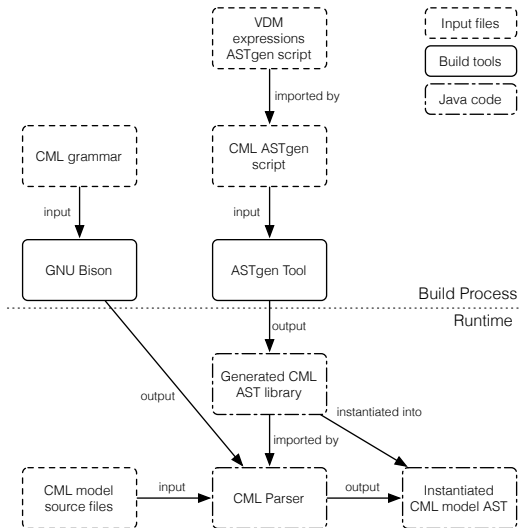 VDM
expressions
ASTgen script
Input files
Build tools
Java code
imported by
CML grammar
CML ASTgen
script
input
input
GNU Bison
ASTgen Tool
Build Process
Runtime
output
Generated CML
AST library
output
instantiated into
imported by
CML model
source files
input
CML Parser
output
Instantiated
CML model AST